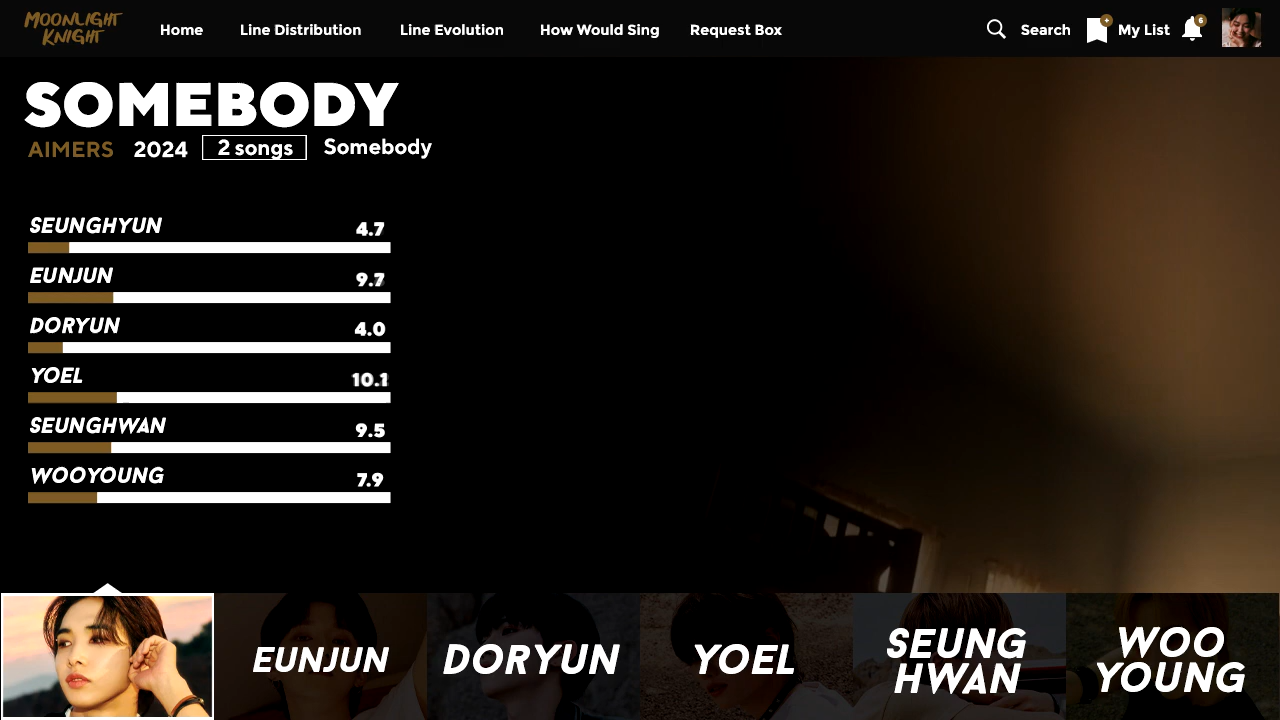 MOONLIGHT
KNIGHT
Home
Line Distribution
Line Evolution
How Would Sing
Request Box
Search
+
My List
6
SOMEBODY
AIMERS 2024 2 songs Somebody
SEUNGHYUN 4.7
EUNJUN 9.7
DORYUN 4.0
YOEL 10.1
SEUNGHWAN 9.5
WOOYOUNG 7.9
EUNJUN
DORYUN
YOEL
SEUNG
HWAN
WOO
YOUNG